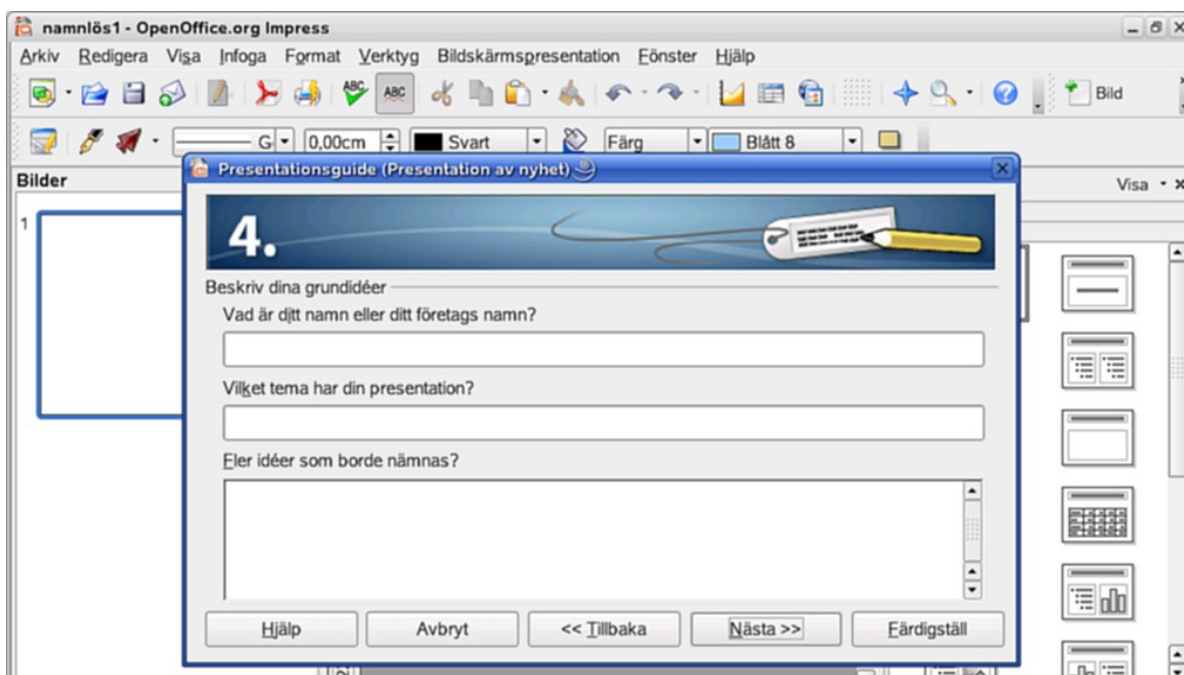 namnlös1 - OpenOffice.org Impress
Arkiv Redigera Visa Infoga Format Verktyg Bildskärmspresentation Fönster Hjälp
ABC ABC Bild
G 0,00cm Svart Färg Blått 8
Bilder
Presentationsguide (Presentation av nyhet)
Visa
1
4.
Beskriv dina grundidéer
Vad är ditt namn eller ditt företags namn?
Vilket tema har din presentation?
Fler idéer som borde nämnas?
Hjälp Avbryt << Tillbaka Nästa >> Färdigställ